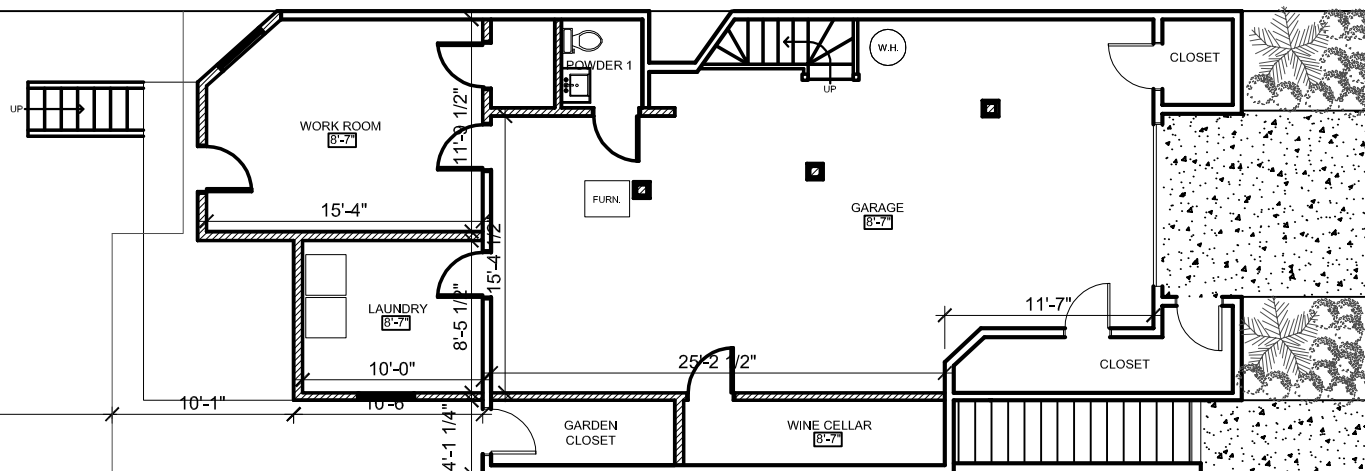 W.H.
CLOSET
POWDER 1
UP
UP
11'-9 1/2"
WORK ROOM
8'-7"
FURN.
GARAGE
8'-7"
15'-4"
15'-4 1/2"
LAUNDRY
8'-7"
8'-5 1/2"
11'-7"
CLOSET
10'-0"
25'-2 1/2"
10'-1"
10'-6"
4'-1 1/4"
GARDEN
CLOSET
WINE CELLAR
8'-7"